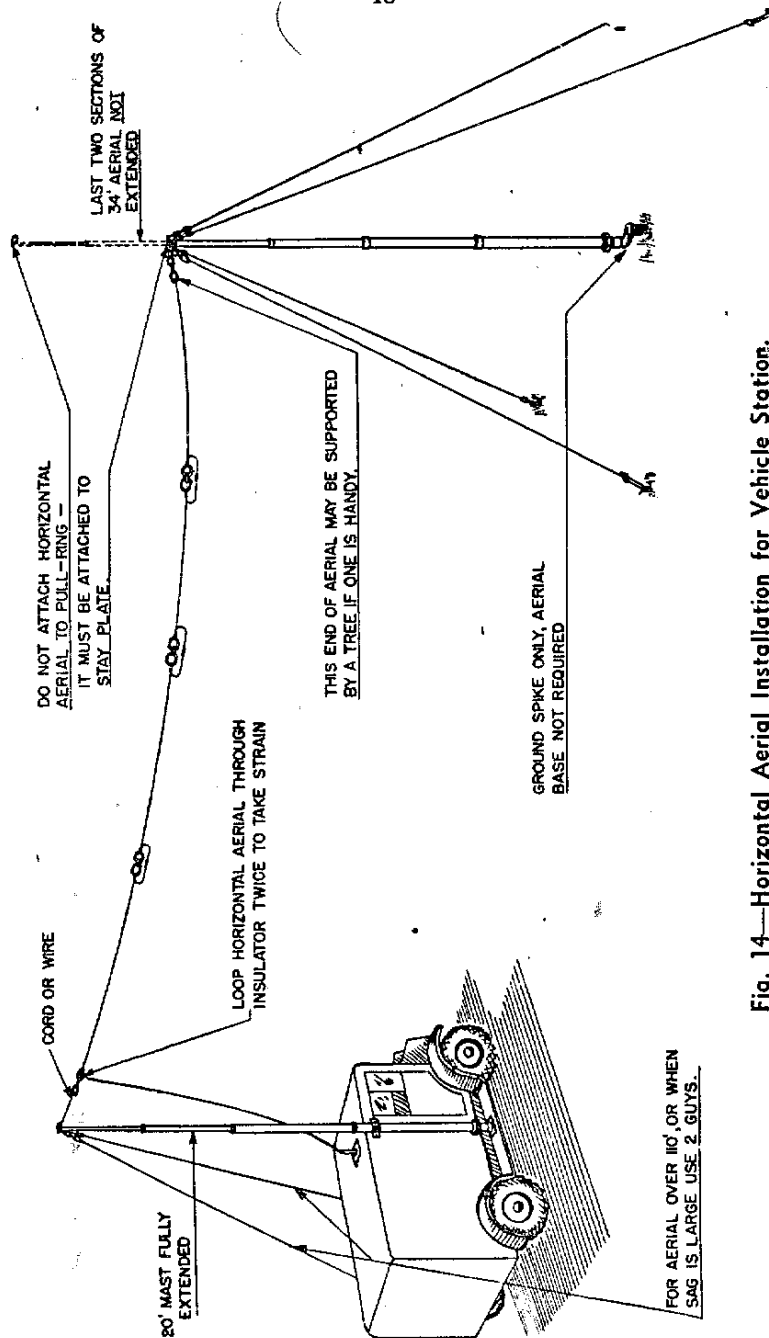 LAST TWO SECTIONS OF
34' AERIAL NOT
EXTENDED
DO NOT ATTACH HORIZONTAL
AERIAL TO PULL-RING —
IT MUST BE ATTACHED TO
STAY PLATE.
THIS END OF AERIAL MAY BE SUPPORTED
BY A TREE IF ONE IS HANDY.
GROUND SPIKE ONLY, AERIAL
BASE NOT REQUIRED
CORD OR WIRE
LOOP HORIZONTAL AERIAL THROUGH
INSULATOR TWICE TO TAKE STRAIN
20' MAST FULLY
EXTENDED
FOR AERIAL OVER 110', OR WHEN
SAG IS LARGE USE 2 GUYS.
Fig. 14—Horizontal Aerial Installation for Vehicle Station.